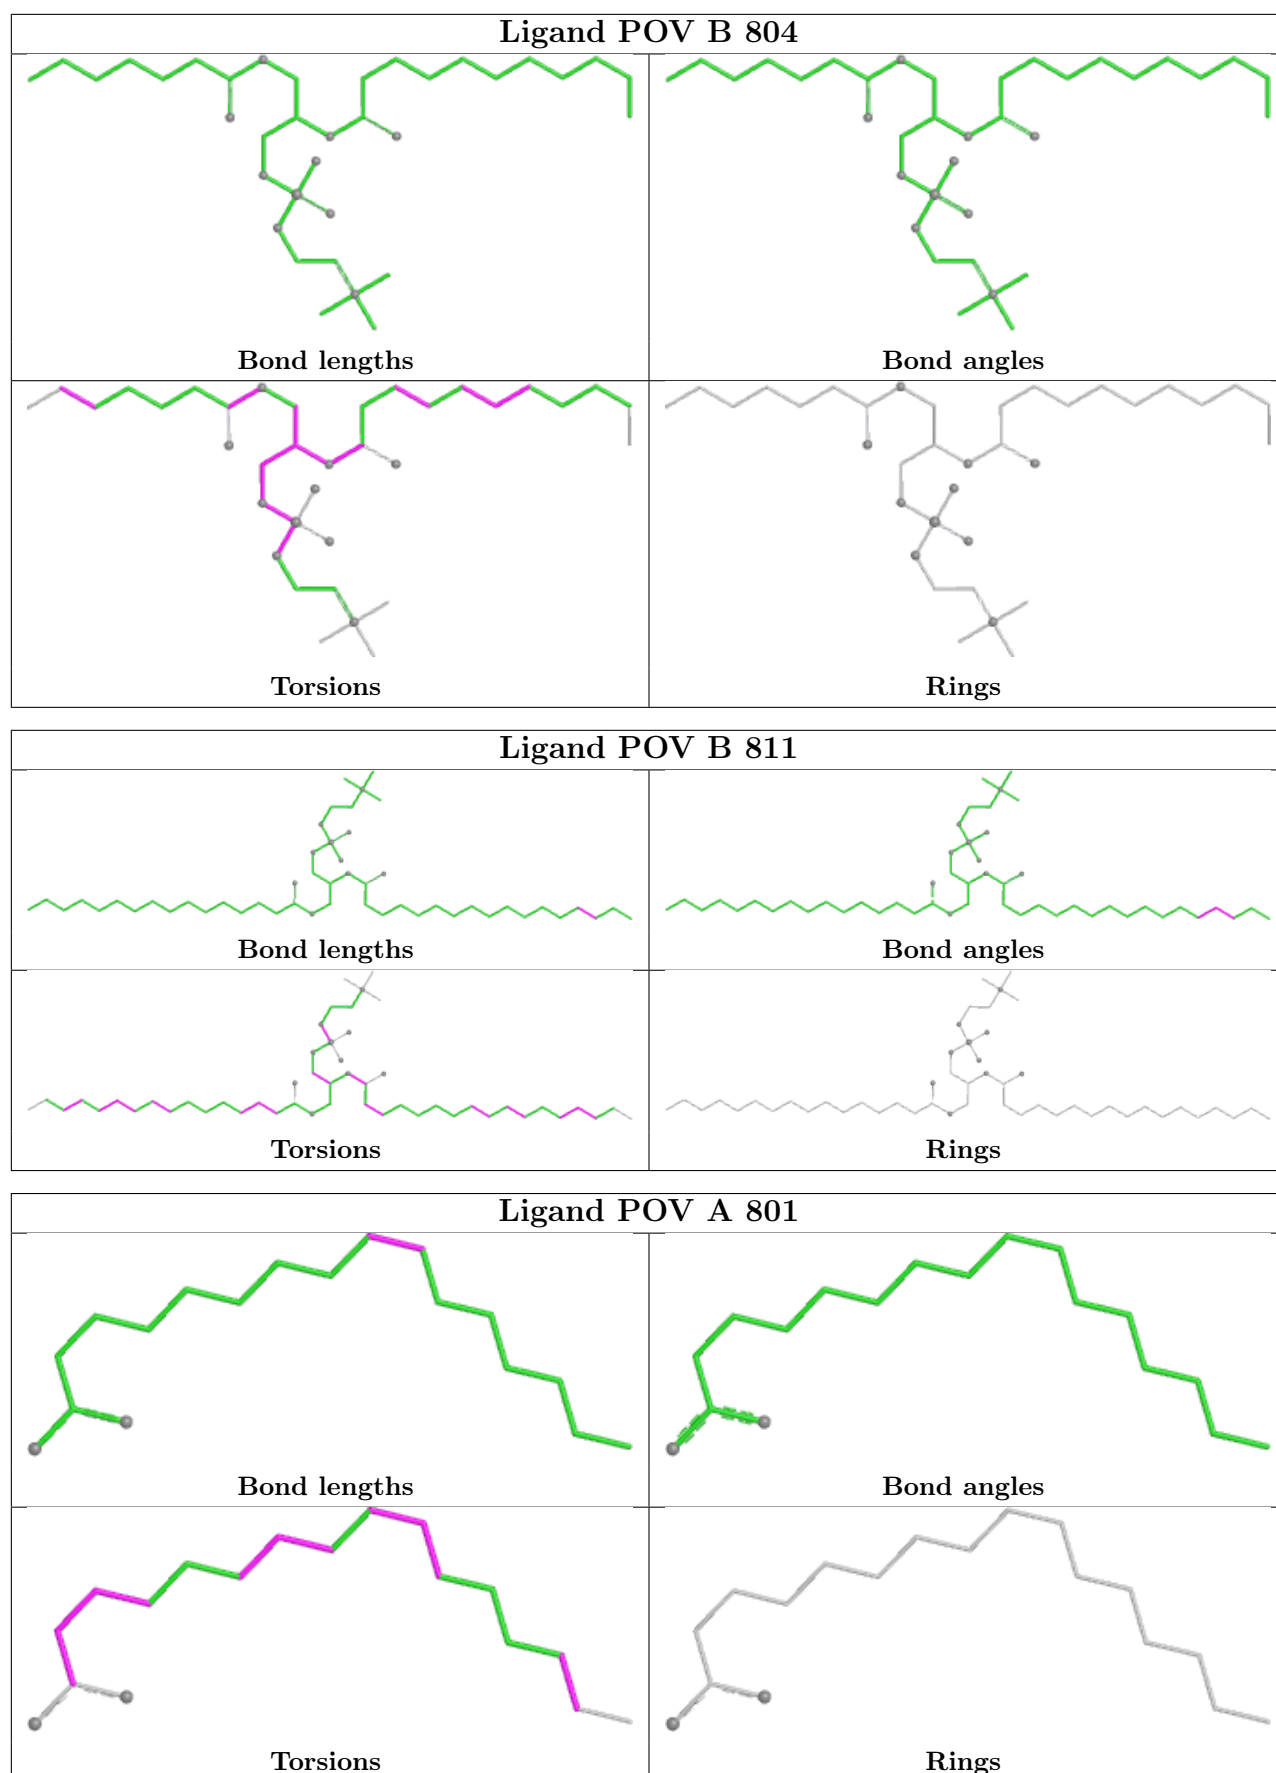 Ligand POV B 804
Bond lengths
Bond angles
Torsions
Rings
Ligand POV B 811
Bond lengths
Bond angles
Torsions
Rings
Ligand POV A 801
Bond lengths
Bond angles
Torsions
Rings